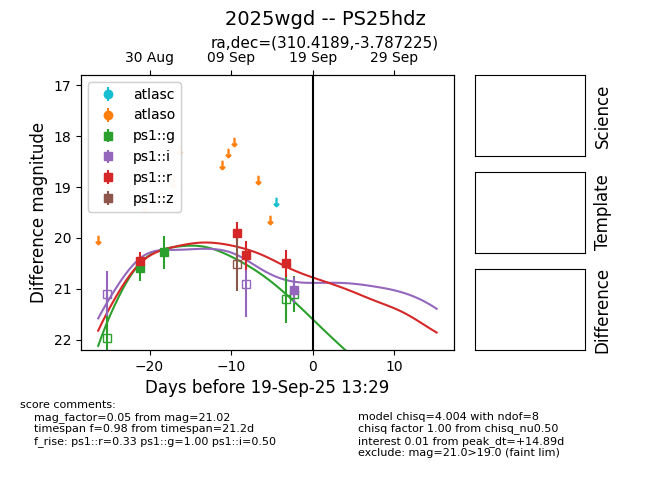 2025wgd -- PS25hdz
ra,dec=(310.4189,-3.787225)
30 Aug 09 Sep 19 Sep 29 Sep
17
18
19
20
21
22
Difference magnitude
atlasc
atlaso
ps1::g
ps1::i
ps1::r
ps1::z
−20 −10 0 10
Days before 19-Sep-25 13:29
Science
Template
Difference
score comments:
mag_factor=0.05 from mag=21.02
timespan f=0.98 from timespan=21.2d
f_rise: ps1::r=0.33 ps1::g=1.00 ps1::i=0.50
model chisq=4.004 with ndof=8
chisq factor 1.00 from chisq_nu0.50
interest 0.01 from peak_dt=+14.89d
exclude: mag=21.0>19.0 (faint lim)